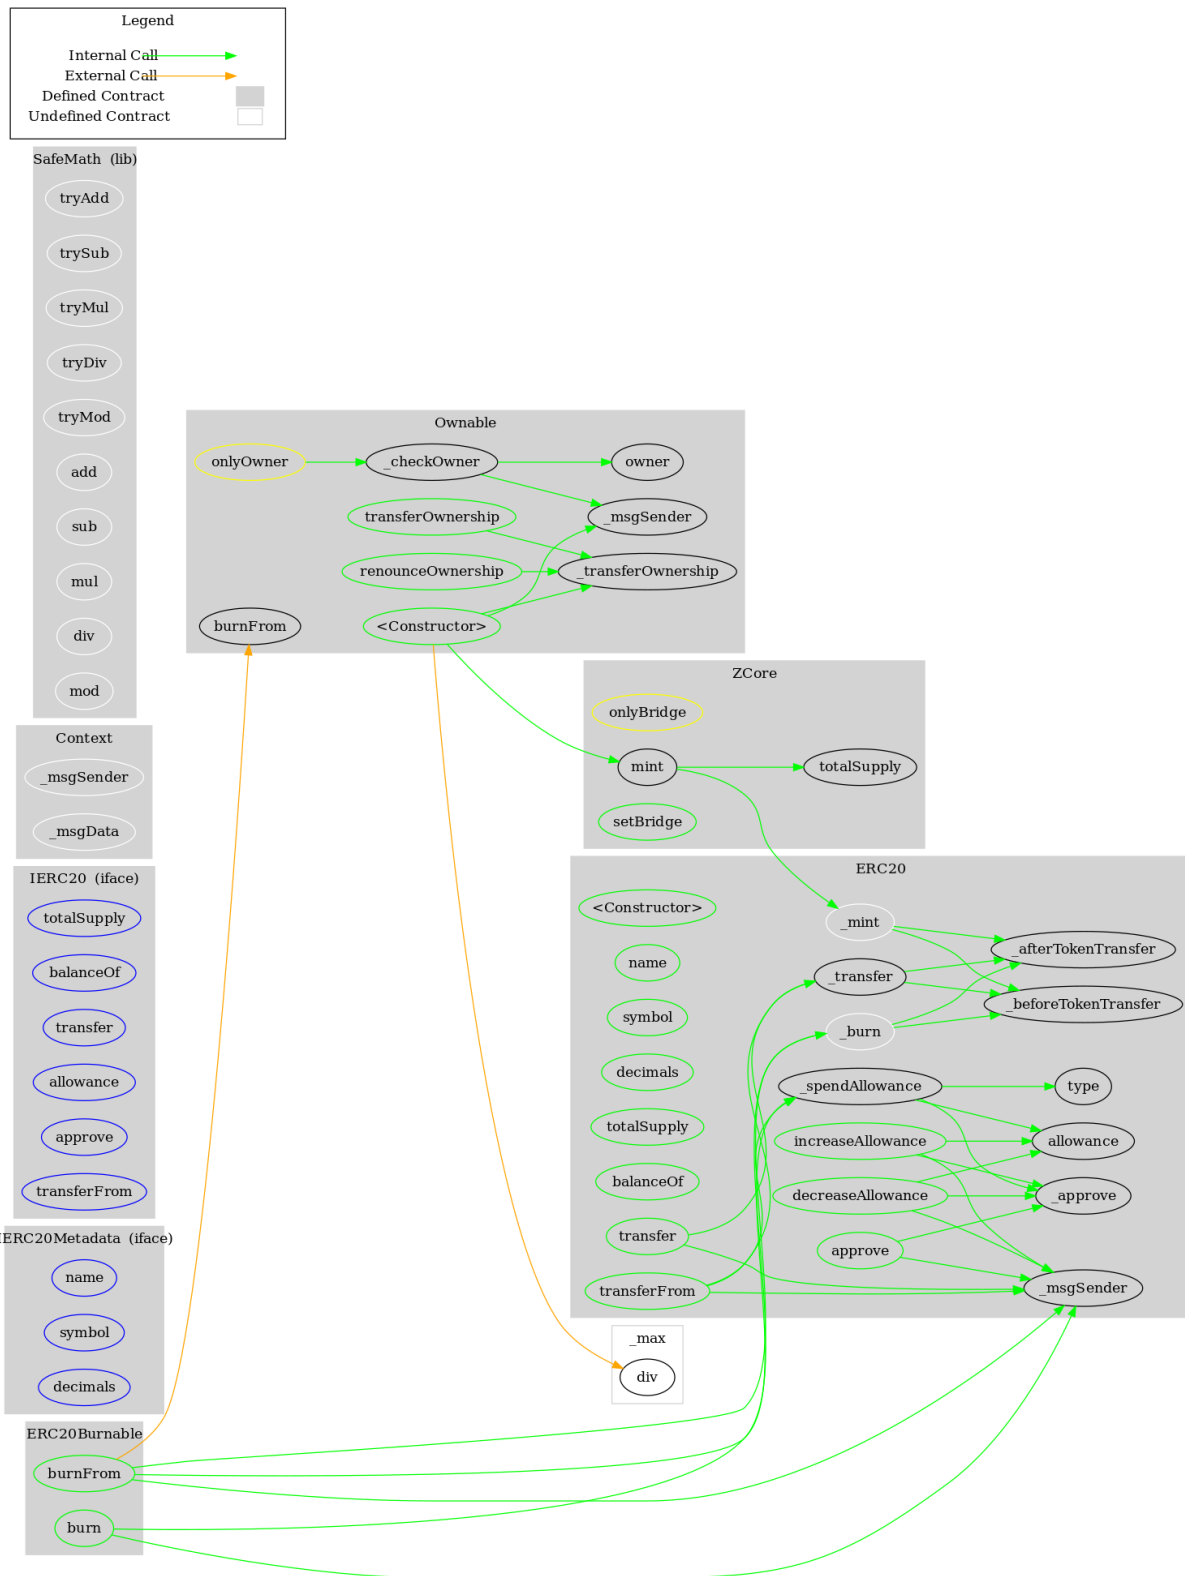 Legend
Internal Call
External Call
Defined Contract
Undefined Contract
SafeMath  (lib)
tryAdd
trySub
tryMul
tryDiv
tryMod
add
sub
mul
div
mod
Context
_msgSender
_msgData
IERC20  (iface)
totalSupply
balanceOf
transfer
allowance
approve
transferFrom
IERC20Metadata  (iface)
name
symbol
decimals
ERC20Burnable
burnFrom
burn
Ownable
onlyOwner
_checkOwner
owner
transferOwnership
_msgSender
renounceOwnership
_transferOwnership
burnFrom
<Constructor>
ZCore
onlyBridge
mint
totalSupply
setBridge
ERC20
<Constructor>
_mint
name
_transfer
_afterTokenTransfer
symbol
_burn
_beforeTokenTransfer
decimals
_spendAllowance
type
totalSupply
increaseAllowance
allowance
balanceOf
decreaseAllowance
_approve
transfer
approve
transferFrom
_msgSender
_max
div